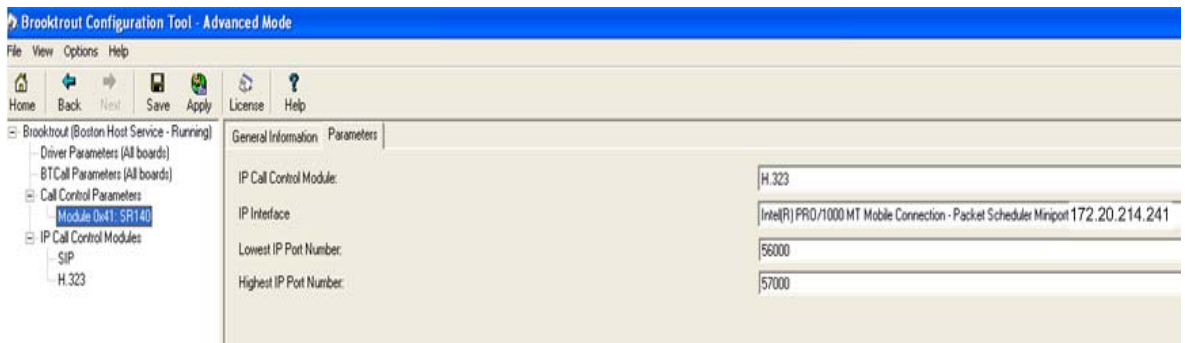 Brooktrout Configuration Tool - Advanced Mode
File View Options Help
Home Back Next Save Apply License Help
Brooktrout (Boston Host Service - Running)
Driver Parameters (All boards)
BTCall Parameters (All boards)
Call Control Parameters
Module 0x41: SR140
IP Call Control Modules
SIP
H.323
General Information Parameters
IP Call Control Module: H.323
IP Interface Intel(R) PRO/1000 MT Mobile Connection - Packet Scheduler Miniport 172.20.214.241
Lowest IP Port Number: 56000
Highest IP Port Number: 57000